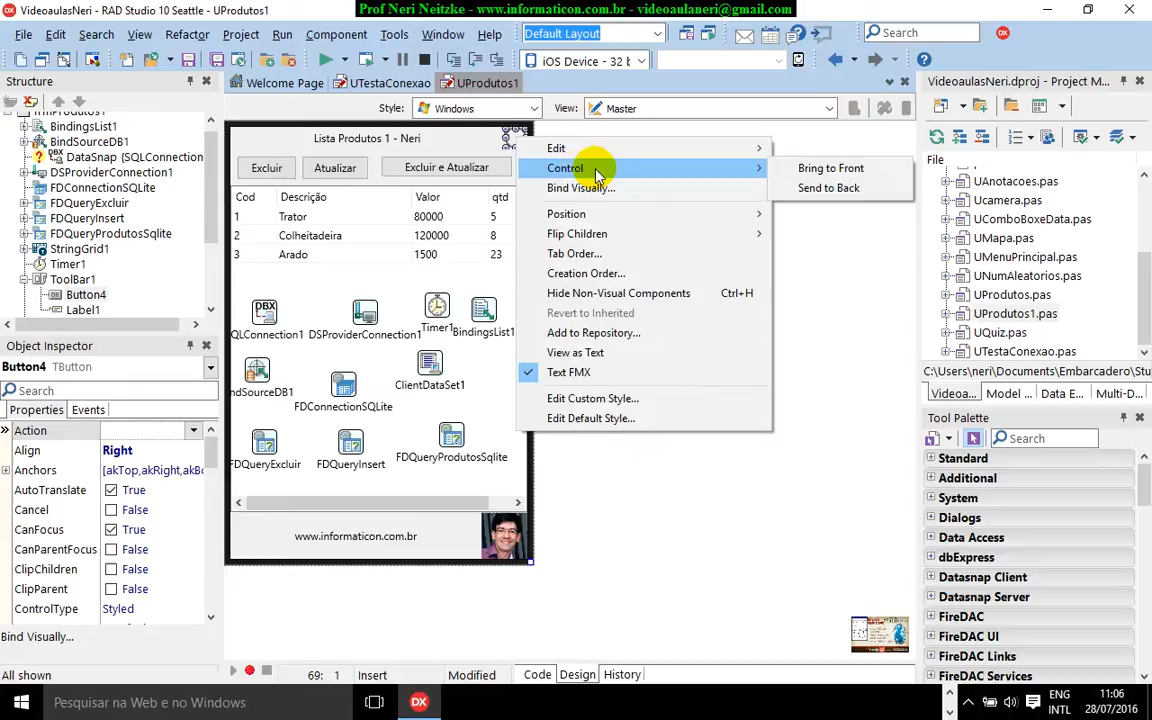 Prof Neri Neitzke - www.informaticon.com.br - videoaulaneri@gmail.com
VideoaulasNeri - RAD Studio 10 Seattle - UProdutos1
File Edit Search View Refactor Project Run Component Tools Window Help
Default Layout
Search
iOS Device - 32 b
Structure
Welcome Page
UTestaConexao
UProdutos1
VideoaulasNeri.dproj - Project M...
Style:
Windows
View:
Master
BindingsList1
BindSourceDB1
DataSnap (SQLConnection
DSProviderConnection1
FDConnectionSQLite
FDQueryExcluir
FDQueryInsert
FDQueryProdutosSqlite
StringGrid1
Timer1
ToolBar1
Button4
Label1
Object Inspector
Button4 TButton
Search
Properties Events
Action
Align Right
Anchors [akTop,akRight,akBo
AutoTranslate True
Cancel False
CanFocus True
CanParentFocus False
ClipChildren False
ClipParent False
ControlType Styled
Bind Visually...
All shown
Lista Produtos 1 - Neri
Excluir
Atualizar
Excluir e Atualizar
Cod Descrição Valor qtd
1 Trator 80000 5
2 Colheitadeira 120000 8
3 Arado 1500 23
DBX
QLConnection1
DSProviderConnection1
Timer1
BindingsList1
ndSourceDB1
FDConnectionSQLite
ClientDataSet1
FDQueryExcluir
FDQueryInsert
FDQueryProdutosSqlite
www.informaticon.com.br
Edit
Control
Bind Visually...
Position
Flip Children
Tab Order...
Creation Order...
Hide Non-Visual Components Ctrl+H
Revert to Inherited
Add to Repository...
View as Text
Text FMX
Edit Custom Style...
Edit Default Style...
Bring to Front
Send to Back
69: 1
Insert
Modified
Code
Design
History
File
UAnotacoes.pas
Ucamera.pas
UComboBoxeData.pas
UMapa.pas
UMenuPrincipal.pas
UNumAleatorios.pas
UProdutos.pas
UProdutos1.pas
UQuiz.pas
UTestaConexao.pas
C:\Users\neri\Documents\Embarcadero\Stu
Videoa...
Model ...
Data E...
Multi-D...
Tool Palette
Search
Standard
Additional
System
Dialogs
Data Access
dbExpress
Datasnap Client
Datasnap Server
FireDAC
FireDAC UI
FireDAC Links
FireDAC Services
Pesquisar na Web e no Windows
DX
ENG
INTL
11:06
28/07/2016